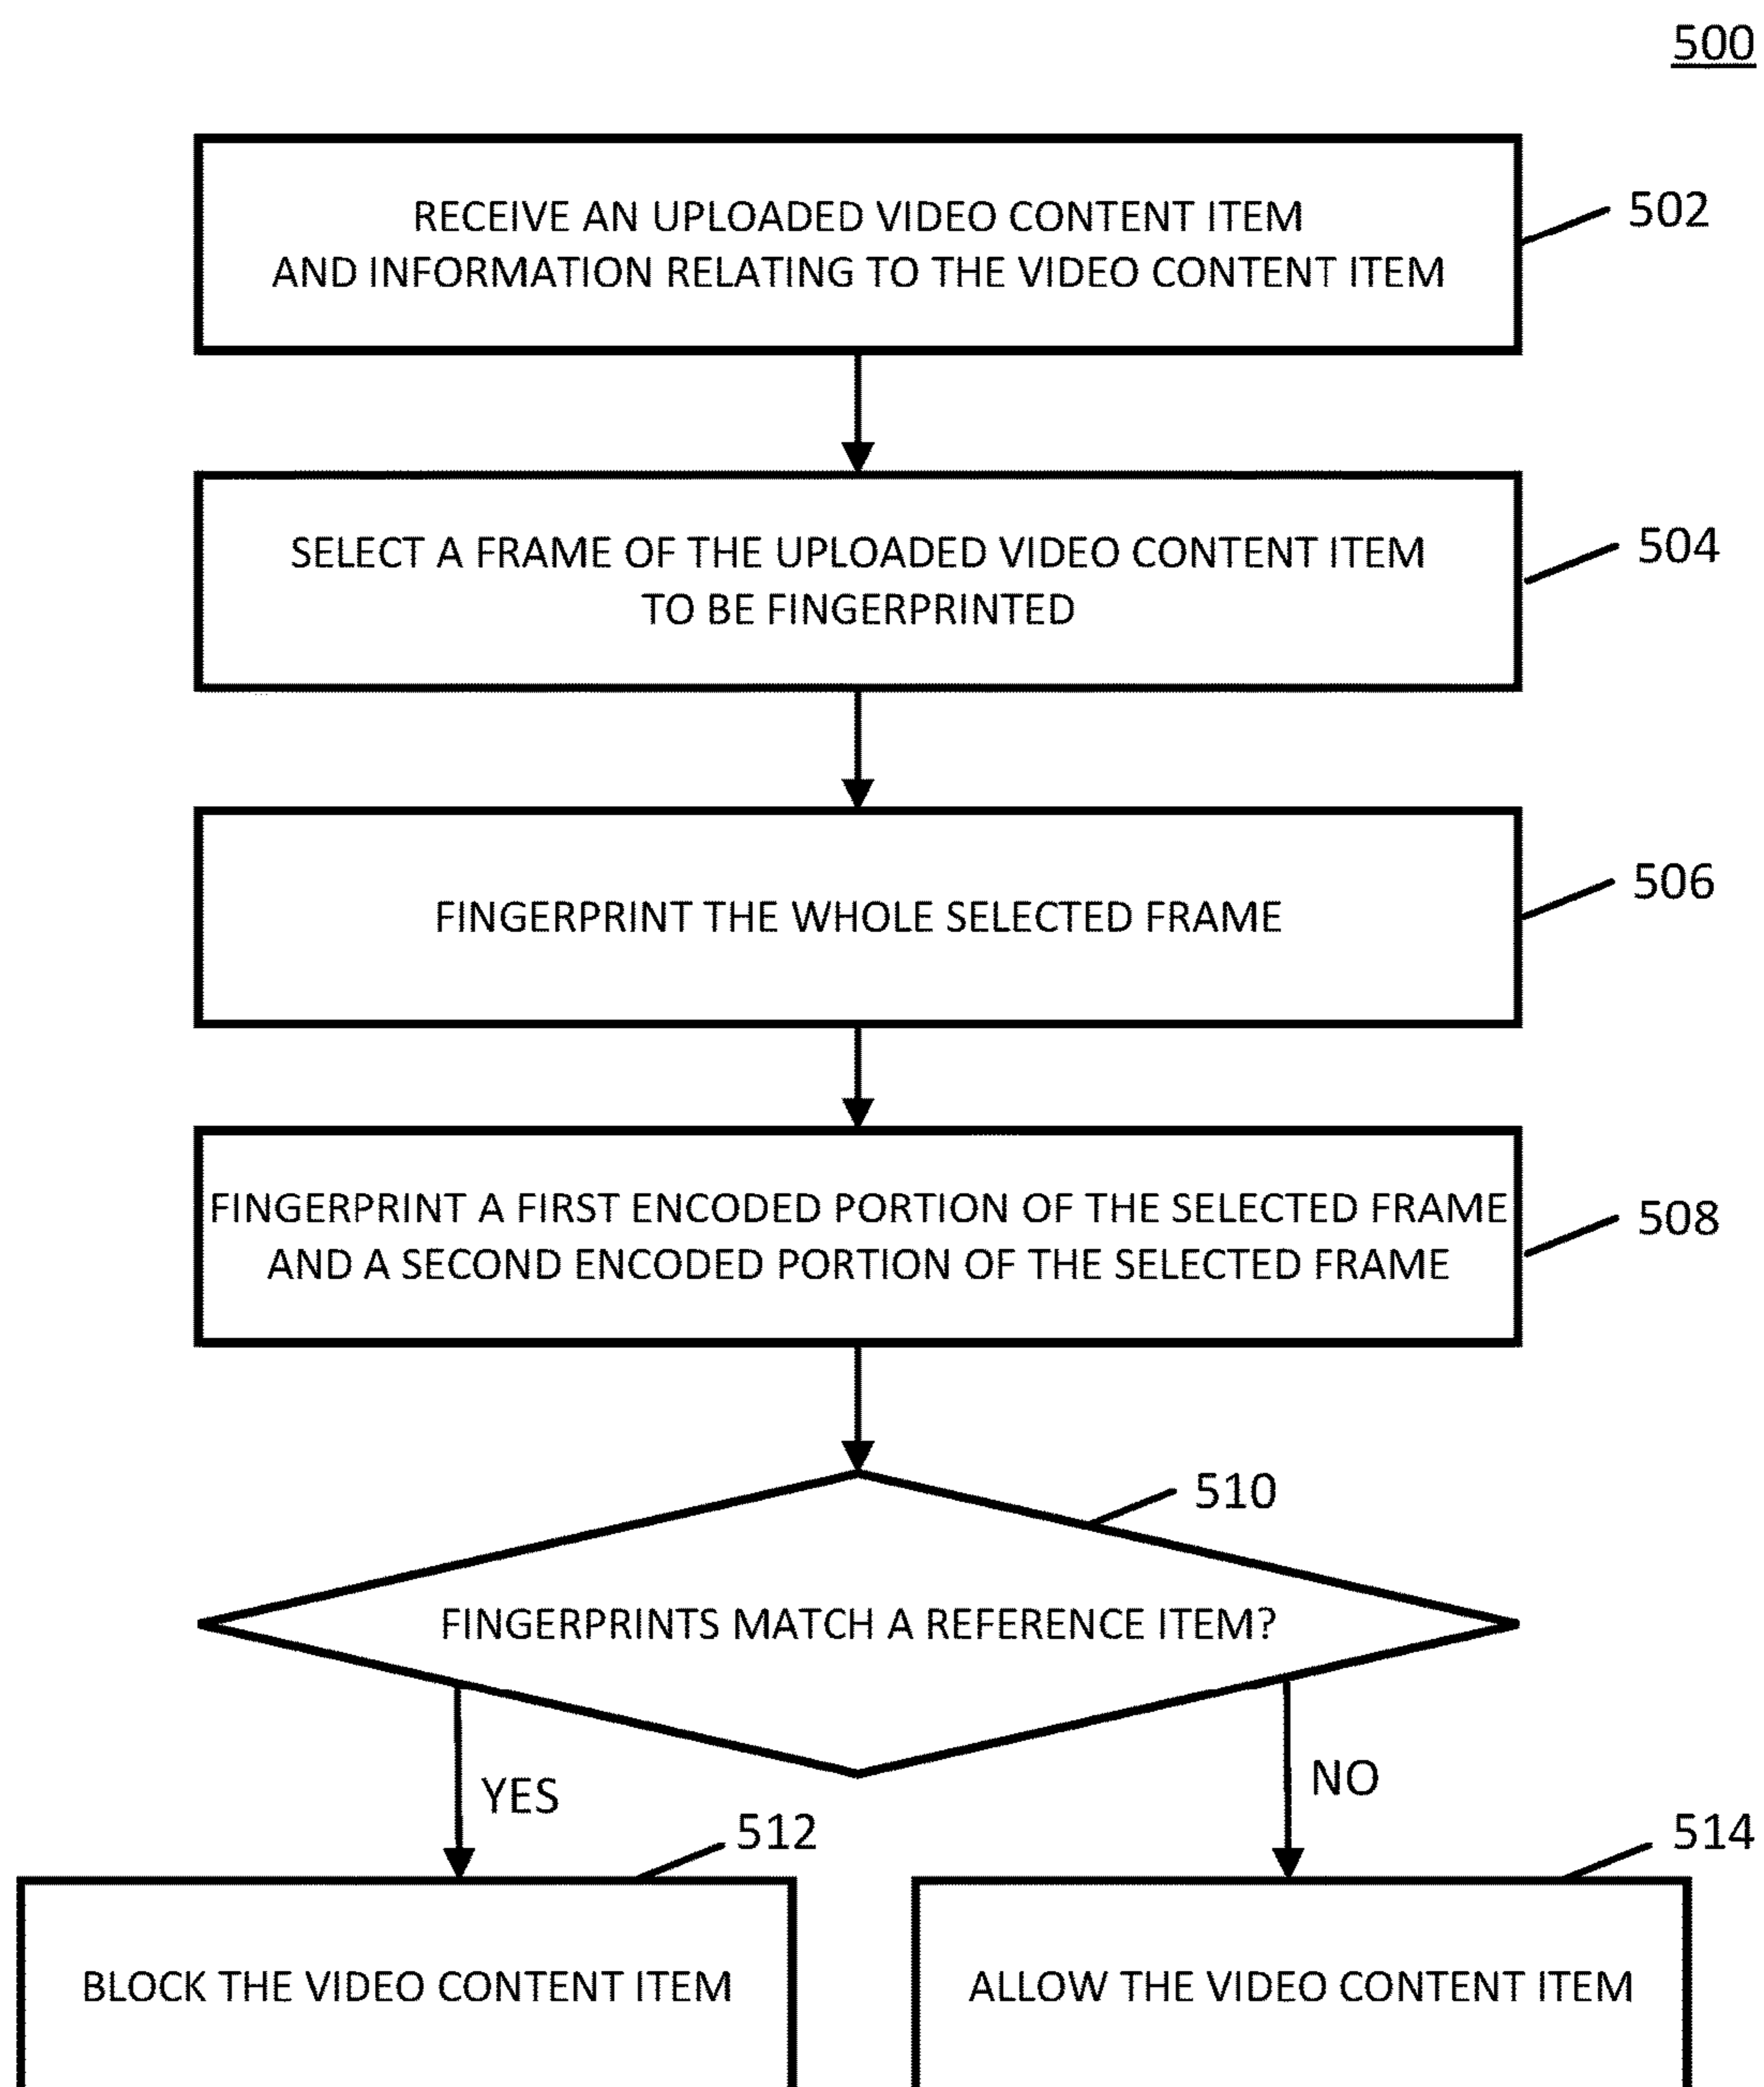 500
RECEIVE AN UPLOADED VIDEO CONTENT ITEM
AND INFORMATION RELATING TO THE VIDEO CONTENT ITEM
502
SELECT A FRAME OF THE UPLOADED VIDEO CONTENT ITEM
TO BE FINGERPRINTED
504
FINGERPRINT THE WHOLE SELECTED FRAME
506
FINGERPRINT A FIRST ENCODED PORTION OF THE SELECTED FRAME
AND A SECOND ENCODED PORTION OF THE SELECTED FRAME
508
510
FINGERPRINTS MATCH A REFERENCE ITEM?
YES
NO
512
514
BLOCK THE VIDEO CONTENT ITEM
ALLOW THE VIDEO CONTENT ITEM